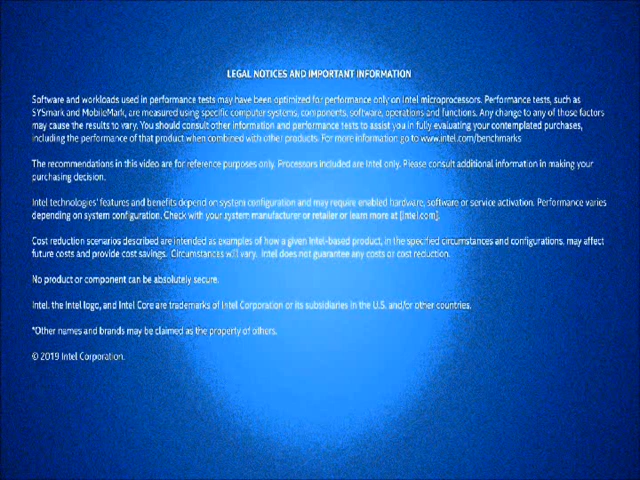 LEGAL NOTICES AND IMPORTANT INFORMATION
Software and workloads used in performance tests may have been optimized for performance only on Intel microprocessors. Performance tests, such as
SYSmark and MobileMark, are measured using specific computer systems, components, software, operations and functions. Any change to any of those factors
may cause the results to vary. You should consult other information and performance tests to assist you in fully evaluating your contemplated purchases,
including the performance of that product when combined with other products. For more information go to www.intel.com/benchmarks
The recommendations in this video are for reference purposes only. Processors included are Intel only. Please consult additional information in making your
purchasing decision.
Intel technologies' features and benefits depend on system configuration and may require enabled hardware, software or service activation. Performance varies
depending on system configuration. Check with your system manufacturer or retailer or learn more at [intel.com].
Cost reduction scenarios described are intended as examples of how a given Intel-based product, in the specified circumstances and configurations, may affect
future costs and provide cost savings. Circumstances will vary. Intel does not guarantee any costs or cost reduction.
No product or component can be absolutely secure.
Intel, the Intel logo, and Intel Core are trademarks of Intel Corporation or its subsidiaries in the U.S. and/or other countries.
*Other names and brands may be claimed as the property of others.
© 2019 Intel Corporation.